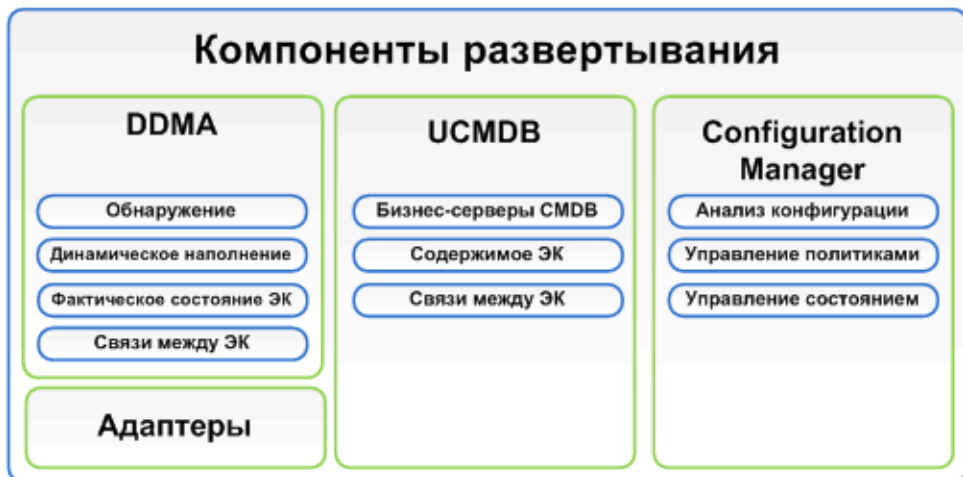 Компоненты развертывания
DDMA
Обнаружение
Динамическое наполнение
Фактическое состояние ЭК
Связи между ЭК
Адаптеры
UCMDB
Бизнес-серверы CMDB
Содержимое ЭК
Связи между ЭК
Configuration
Manager
Анализ конфигурации
Управление политиками
Управление состоянием